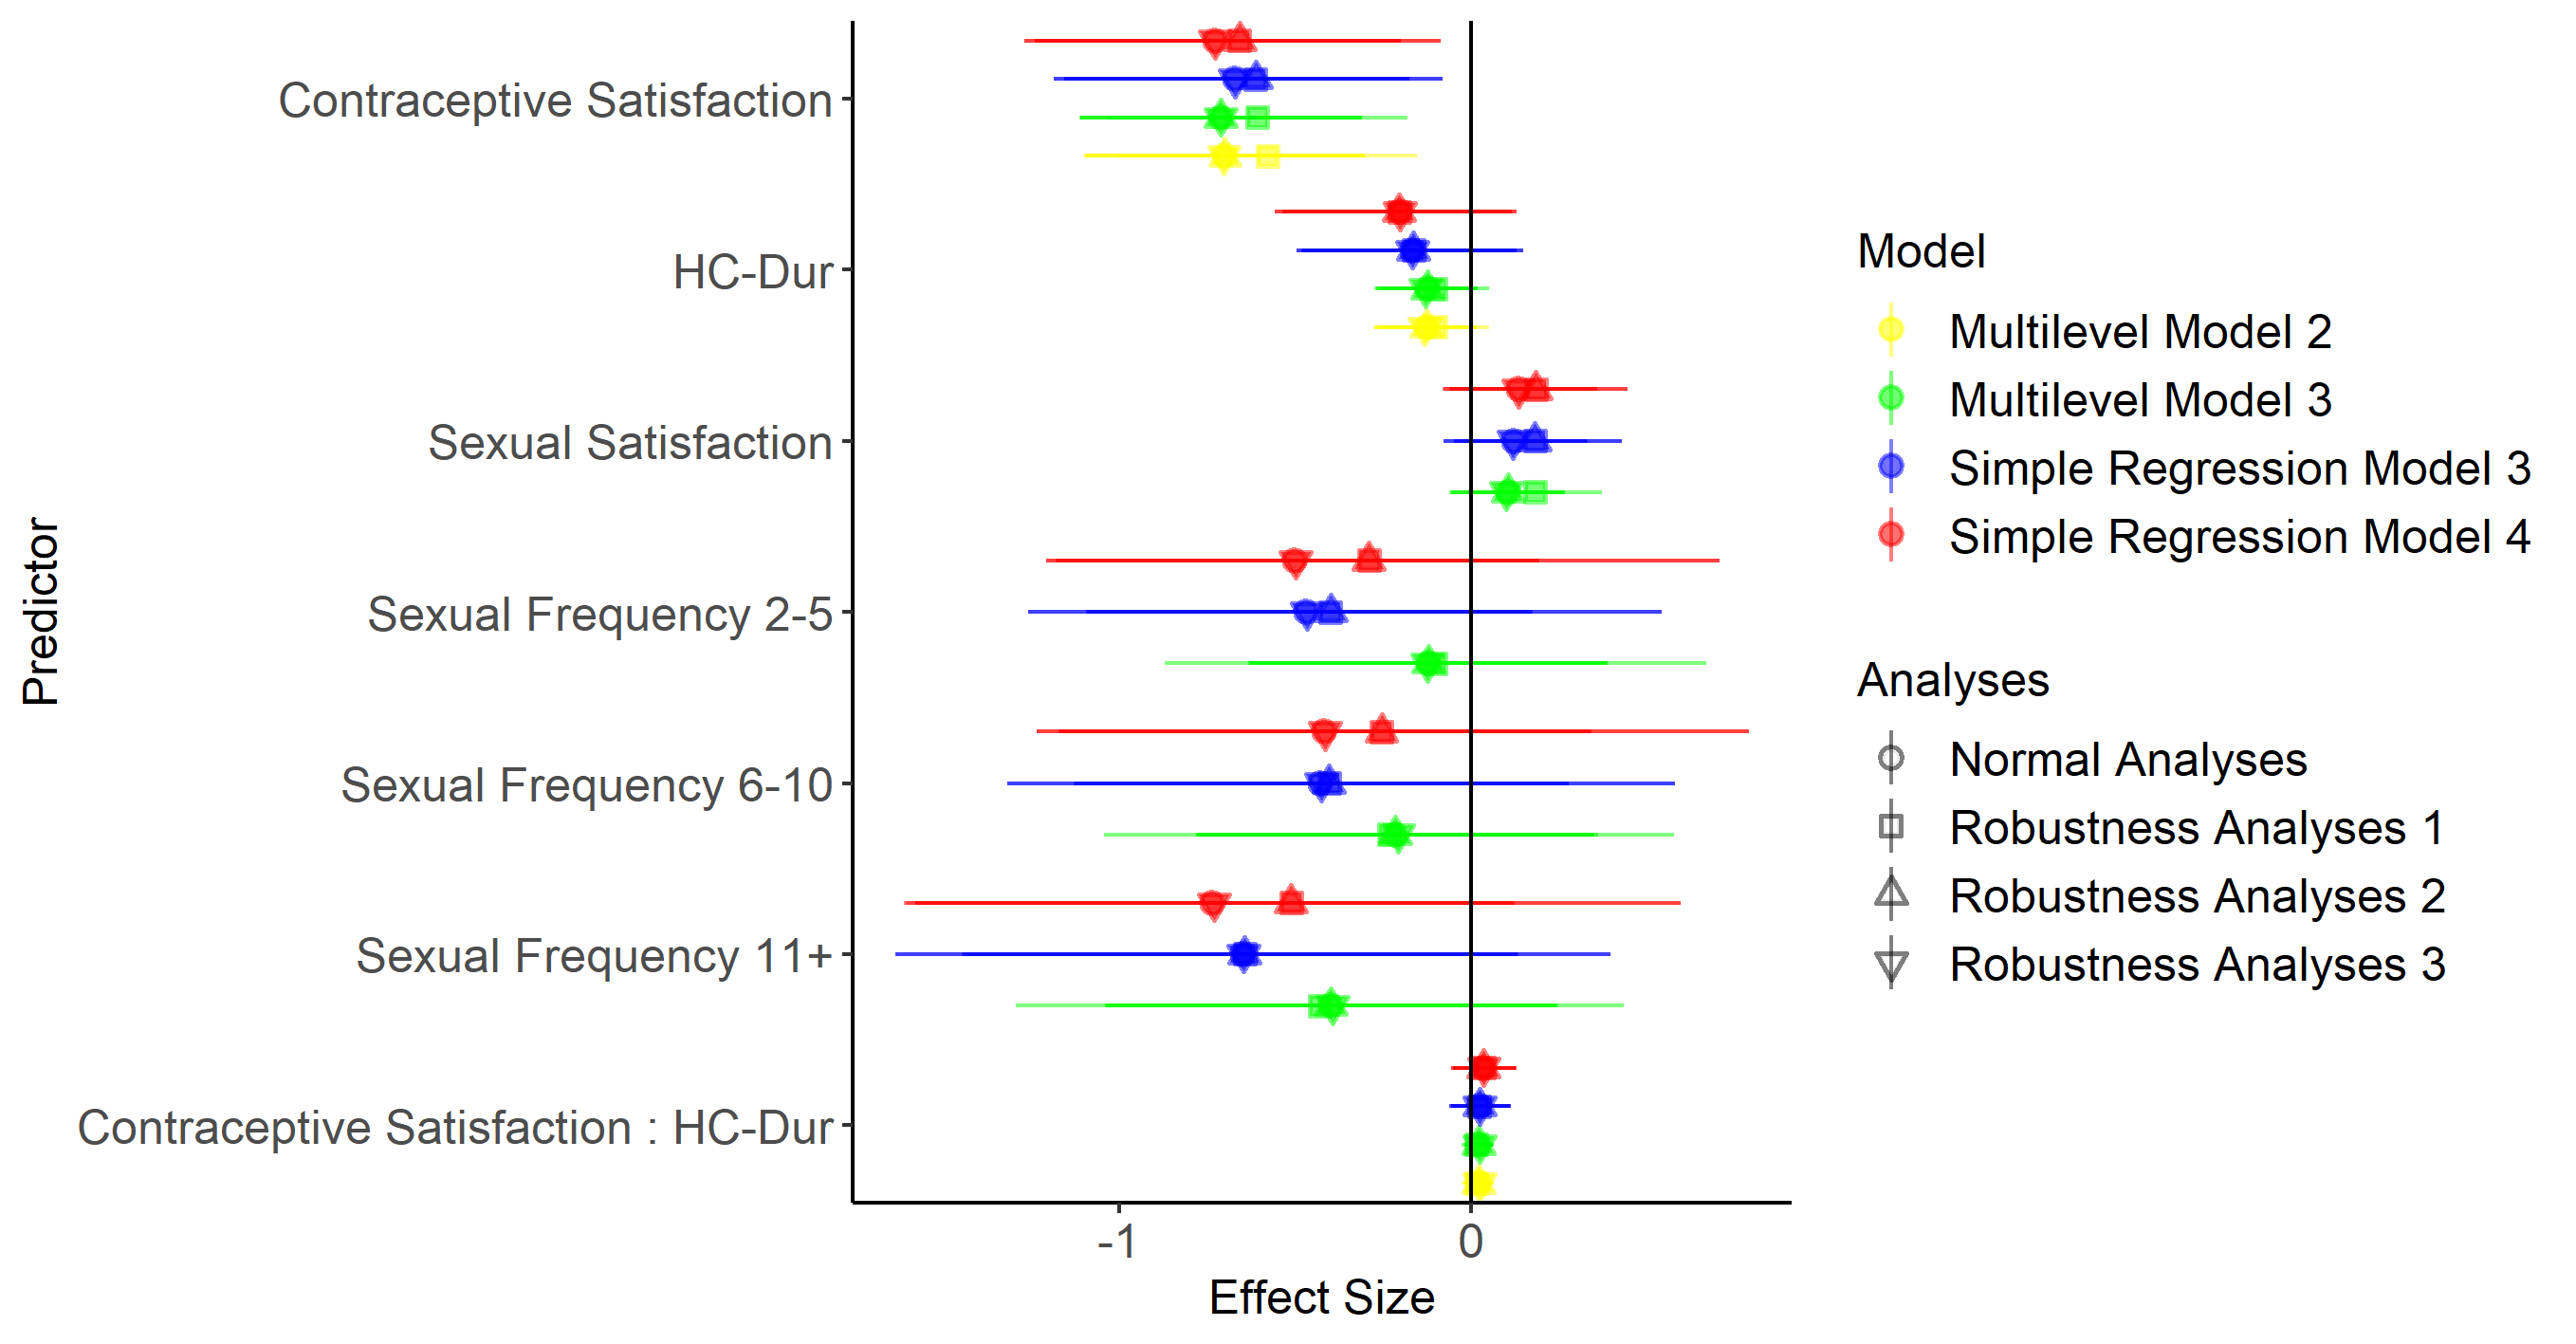 Contraceptive Satisfaction
HC-Dur
Sexual Satisfaction
Sexual Frequency 2-5
Sexual Frequency 6-10
Sexual Frequency 11+
Contraceptive Satisfaction : HC-Dur
Predictor
-1
0
Effect Size
Model
Multilevel Model 2
Multilevel Model 3
Simple Regression Model 3
Simple Regression Model 4
Analyses
Normal Analyses
Robustness Analyses 1
Robustness Analyses 2
Robustness Analyses 3